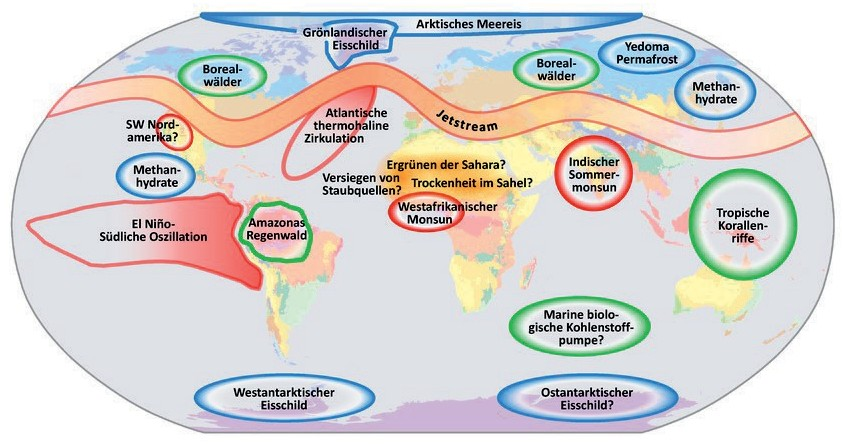 Arktisches Meereis
Grönlandischer
Eisschild
Boreal-
wälder
Boreal-
wälder
Yedoma
Permafrost
Methan-
hydrate
SW Nord-
amerika?
Atlantische
thermohaline
Zirkulation
Jetstream
Methan-
hydrate
Versiegen von
Staubquellen?
Ergrünen der Sahara?
Trockenheit im Sahel?
Westafrikanischer
Monsun
Indischer
Sommer-
monsun
El Niño-
Südliche Oszillation
Amazonas
Regenwald
Tropische
Korallen-
riffe
Marine biolo-
gische Kohlenstoff-
pumpe?
Westantarktischer
Eisschild
Ostantarktischer
Eisschild?